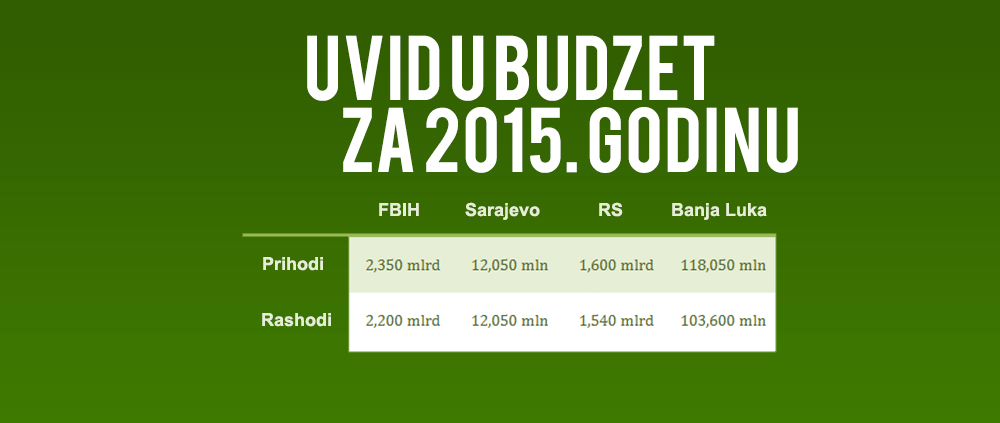 UVID U BUDZET
ZA 2015. GODINU
FBIH Sarajevo RS Banja Luka
Prihodi 2,350 mlrd 12,050 mln 1,600 mlrd 118,050 mln
Rashodi 2,200 mlrd 12,050 mln 1,540 mlrd 103,600 mln